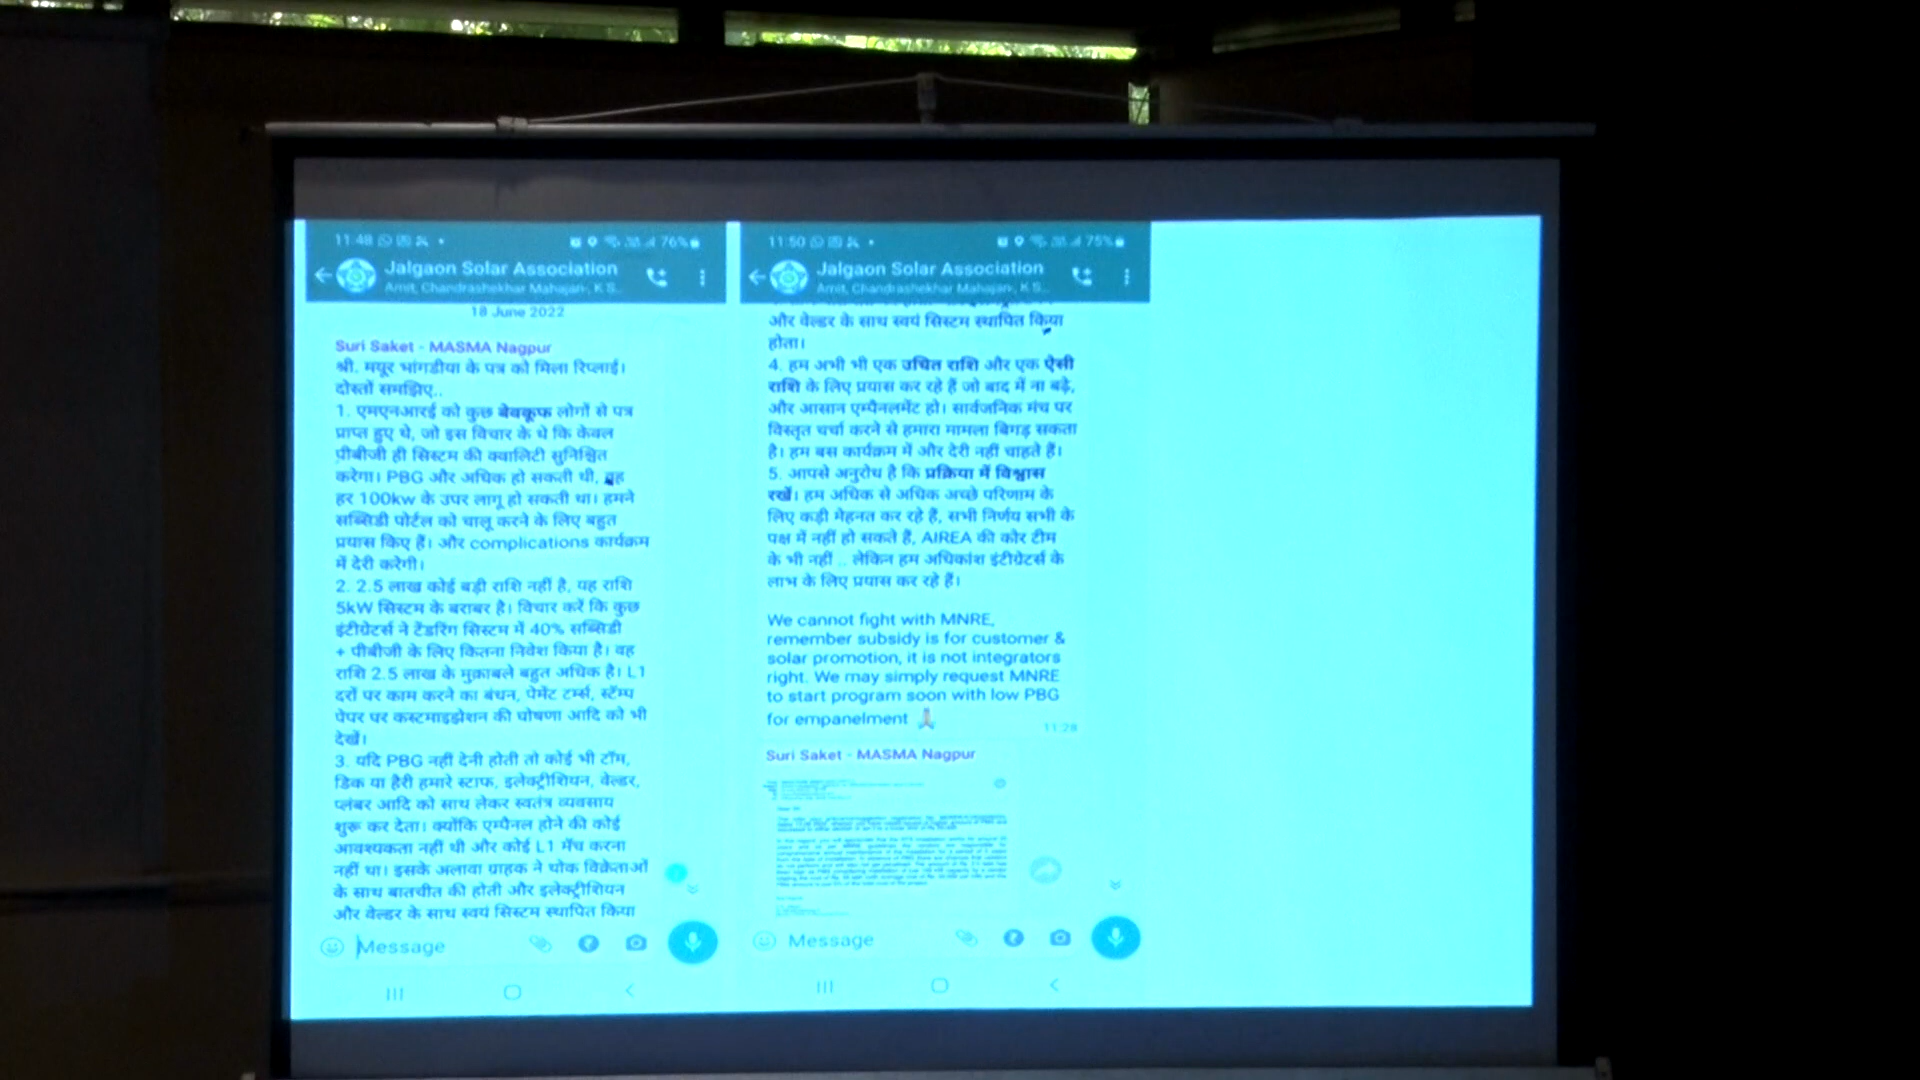 11:48
76%
Jalgaon Solar Association
Amit, Chandrashekhar Mahajan-, K S..
18 June 2022
Suri Saket - MASMA Nagpur
श्री. मयूर भांगडीया के पत्र को मिला रिप्लाई।
दोस्तों समझिए..
1. एमएनआरई को कुछ बेवकूफ लोगों से पत्र
प्राप्त हुए थे, जो इस विचार के थे कि केवल
पीबीजी ही सिस्टम की क्वालिटी सुनिश्चित
करेगा। PBG और अधिक हो सकती थी, वह
हर 100kw के उपर लागू हो सकती था। हमने
सब्सिडी पोर्टल को चालू करने के लिए बहुत
प्रयास किए हैं। और complications कार्यक्रम
में देरी करेगी।
2. 2.5 लाख कोई बड़ी राशि नहीं है, यह राशि
5kW सिस्टम के बराबर है। विचार करें कि कुछ
इंटीग्रेटर्स ने टेंडरिंग सिस्टम में 40% सब्सिडी
+ पीबीजी के लिए कितना निवेश किया है। वह
राशि 2.5 लाख के मुक़ाबले बहुत अधिक है। L1
दरों पर काम करने का बंधन, पेमेंट टर्म्स, स्टॅम्प
पेपर पर कस्टमाइझेशन की घोषणा आदि को भी
देखें।
3. यदि PBG नहीं देनी होती तो कोई भी टॉम,
डिक या हैरी हमारे स्टाफ, इलेक्ट्रीशियन, वेल्डर,
प्लंबर आदि को साथ लेकर स्वतंत्र व्यवसाय
शुरू कर देता। क्योंकि एम्पैनल होने की कोई
आवश्यकता नहीं थी और कोई L1 मॅच करना
नहीं था। इसके अलावा ग्राहक ने थोक विक्रेताओं
के साथ बातचीत की होती और इलेक्ट्रीशियन
और वेल्डर के साथ स्वयं सिस्टम स्थापित किया
Message
11:50
75%
Jalgaon Solar Association
Amit, Chandrashekhar Mahajan-, K S..
और वेल्डर के साथ स्वयं सिस्टम स्थापित किया
होता।
4. हम अभी भी एक उचित राशि और एक ऐसी
राशि के लिए प्रयास कर रहे हैं जो बाद में ना बढ़े,
और आसान एम्पैनलमेंट हो। सार्वजनिक मंच पर
विस्तृत चर्चा करने से हमारा मामला बिगड़ सकता
है। हम बस कार्यक्रम में और देरी नहीं चाहते हैं।
5. आपसे अनुरोध है कि प्रक्रिया में विश्वास
रखें। हम अधिक से अधिक अच्छे परिणाम के
लिए कड़ी मेहनत कर रहे हैं, सभी निर्णय सभी के
पक्ष में नहीं हो सकते हैं, AIREA की कोर टीम
के भी नहीं .. लेकिन हम अधिकांश इंटीग्रेटर्स के
लाभ के लिए प्रयास कर रहे हैं।
We cannot fight with MNRE,
remember subsidy is for customer &
solar promotion, it is not integrators
right. We may simply request MNRE
to start program soon with low PBG
for empanelment 🙏
11:28
Suri Saket - MASMA Nagpur
Message